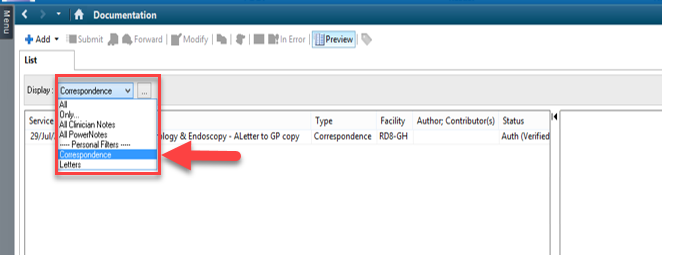 Menu
Documentation
Add Submit Forward Modify In Error Preview
List
Display: Correspondence ...
All
Only...
All Clinician Notes
All PowerNotes
----- Personal Filters -----
Correspondence
Letters
Service Type Facility Author; Contributor(s) Status
29/Jul/ ology & Endoscopy - ALetter to GP copy Correspondence RD8-GH Auth (Verified